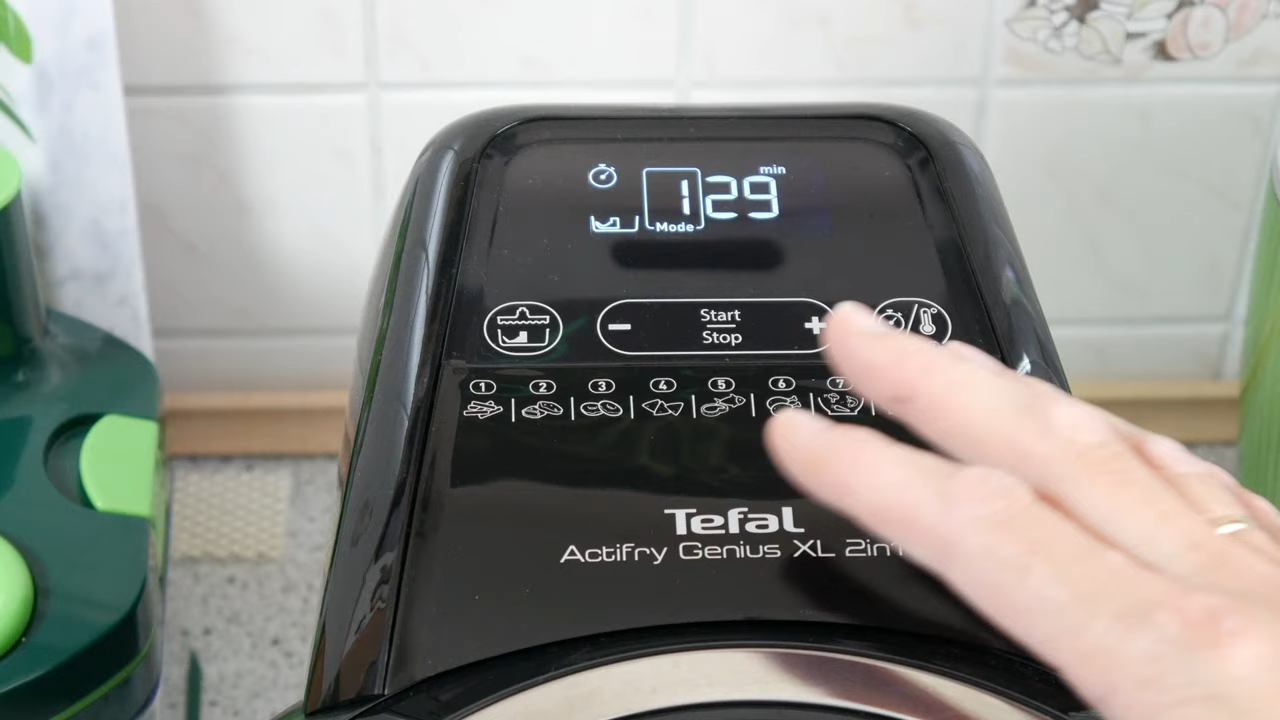 min
1 29
Mode
- Start +
Stop
1 2 3 4 5 6 7
Tefal
Actifry Genius XL 2in